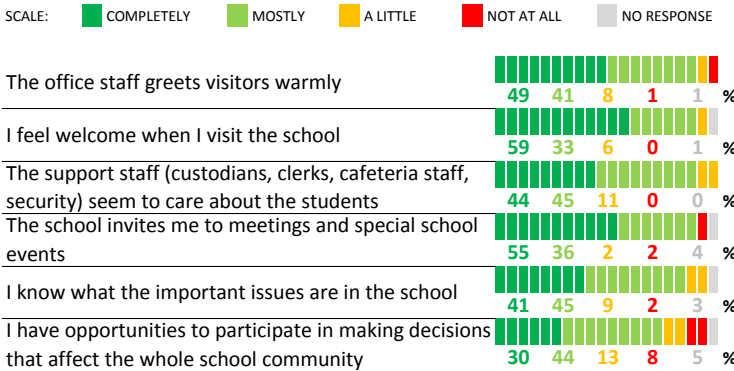 SCALE: COMPLETELY MOSTLY A LITTLE NOT AT ALL NO RESPONSE
The office staff greets visitors warmly
49 41 8 1 1 %
I feel welcome when I visit the school
59 33 6 0 1 %
The support staff (custodians, clerks, cafeteria staff,
security) seem to care about the students
44 45 11 0 0 %
The school invites me to meetings and special school
events
55 36 2 2 4 %
I know what the important issues are in the school
41 45 9 2 3 %
I have opportunities to participate in making decisions
that affect the whole school community
30 44 13 8 5 %